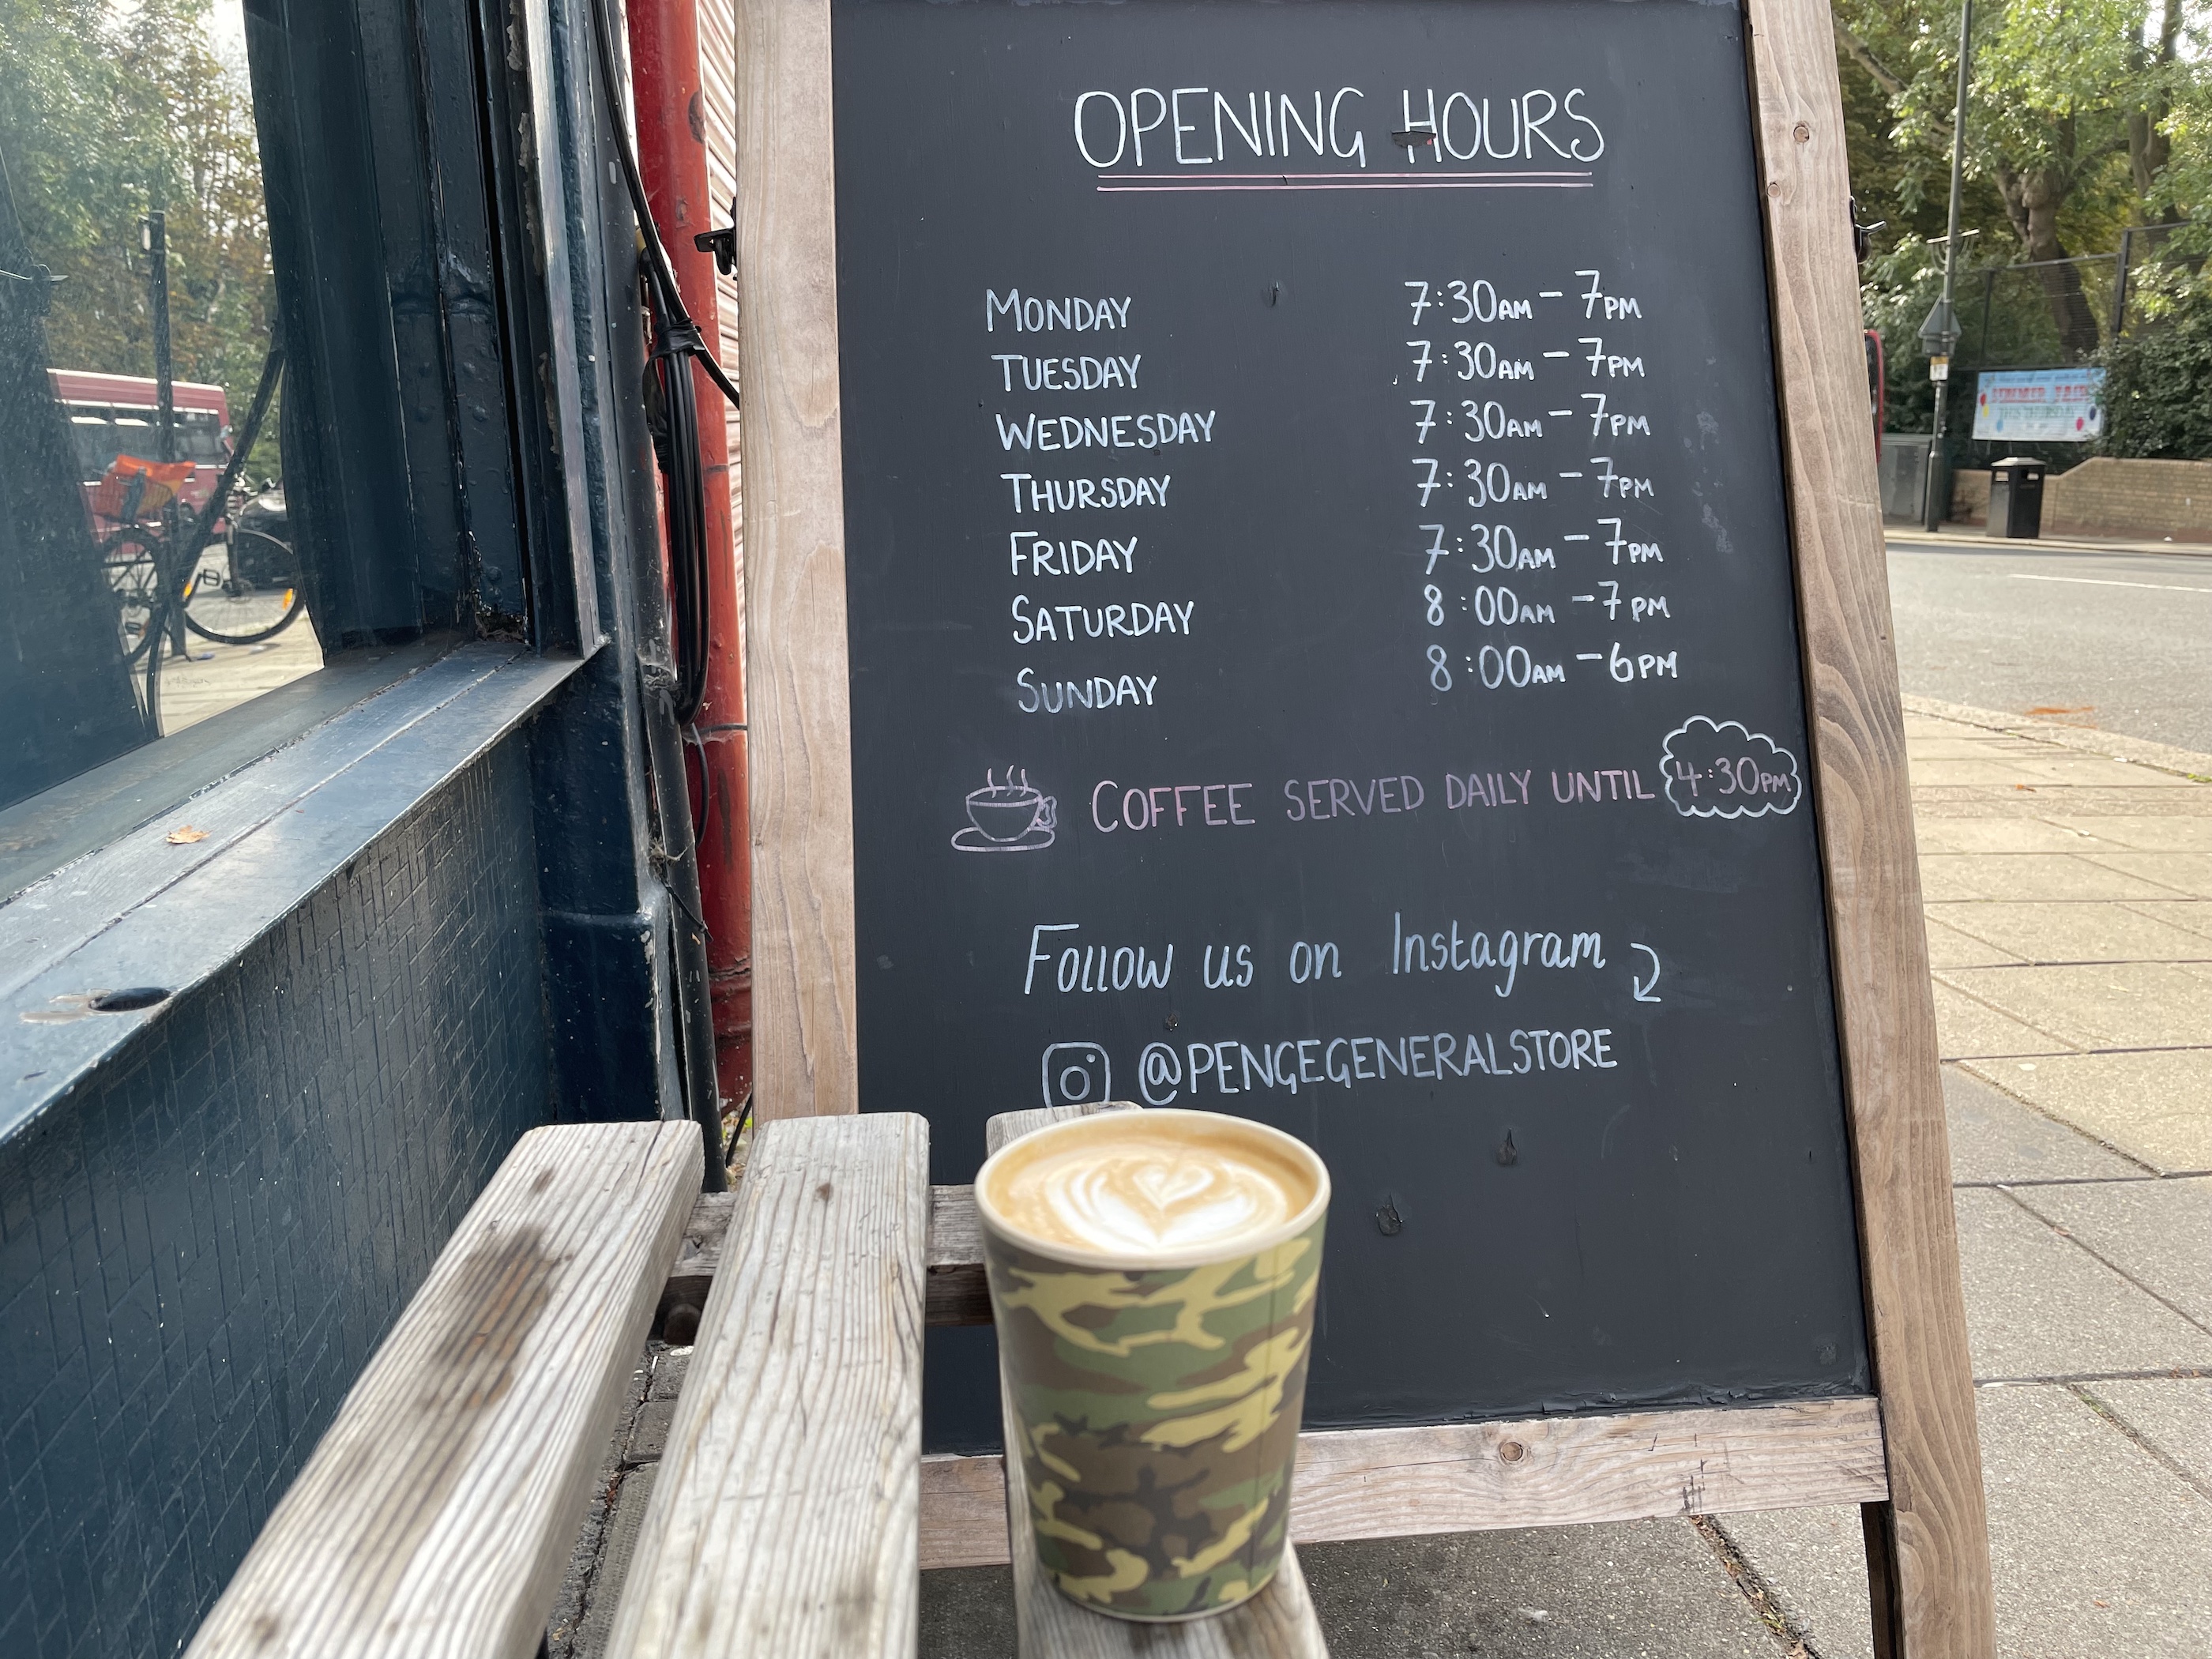 OPENING HOURS
MONDAY 7:30AM - 7PM
TUESDAY 7:30AM - 7PM
WEDNESDAY 7:30AM - 7PM
THURSDAY 7:30AM - 7PM
FRIDAY 7:30AM - 7PM
SATURDAY 8:00AM - 7PM
SUNDAY 8:00AM - 6PM
COFFEE SERVED DAILY UNTIL 4:30PM
Follow us on Instagram
@PENGEGENERALSTORE
SUMMER FAIR